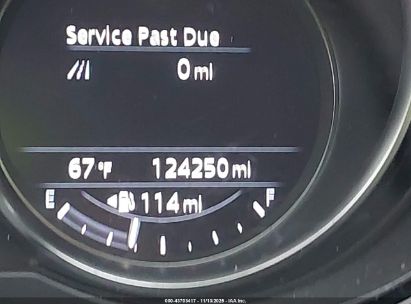 Service Past Due
0 mi
67 °F 124250 mi
E 114 mi F